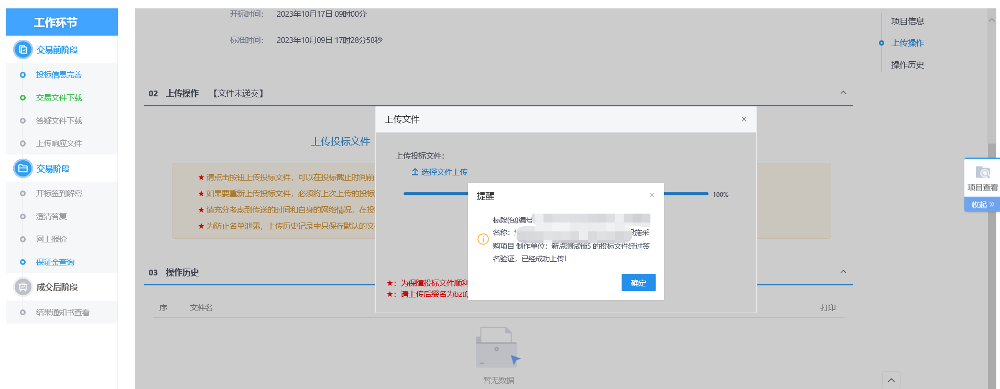 工作环节
交易前阶段
投标信息完善
交易文件下载
答疑文件下载
上传响应文件
交易阶段
开标签到解密
澄清答复
网上报价
保证金查询
成交后阶段
结果通知书查看
开标时间： 2023年10月17日 09时00分
标准时间： 2023年10月09日 17时28分58秒
02 上传操作 【文件未递交】
上传投标文件
★ 请点击按钮上传投标文件，可以在投标截止时间前
★ 如果要重新上传投标文件，必须将上次上传的投标
★ 请充分考虑到传送的时间和自身的网络情况，在投
★ 为防止名单泄露，上传历史记录中只保存默认的文
上传文件
上传投标文件：
选择文件上传
100%
★：为保障投标文件顺利
★：请上传后缀名为bztf
提醒
标段(包)编号
名称： 施采
购项目 制作单位：新点测试锁5 的投标文件经过签
名验证，已经成功上传！
确定
03 操作历史
序 文件名 打印
暂无数据
项目信息
上传操作
操作历史
项目查看
收起 »